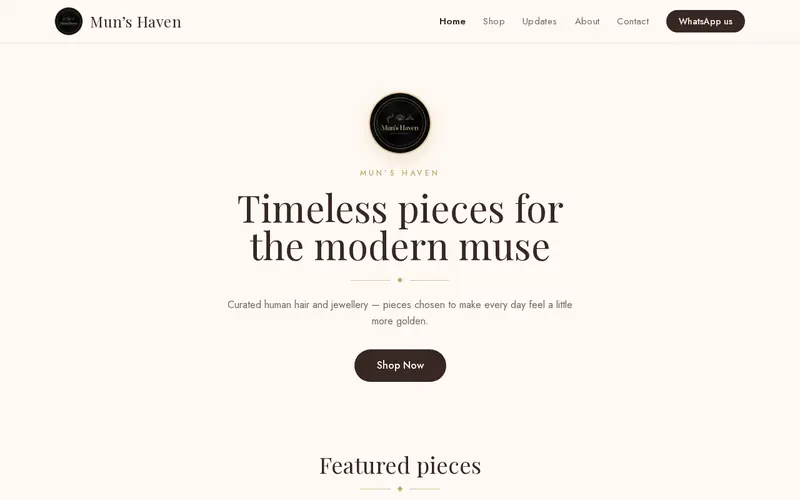 Mun's Haven
Home
Shop
Updates
About
Contact
WhatsApp us
Mun's Haven
MUN'S HAVEN
Timeless pieces for
the modern muse
Curated human hair and jewellery — pieces chosen to make every day feel a little
more golden.
Shop Now
Featured pieces